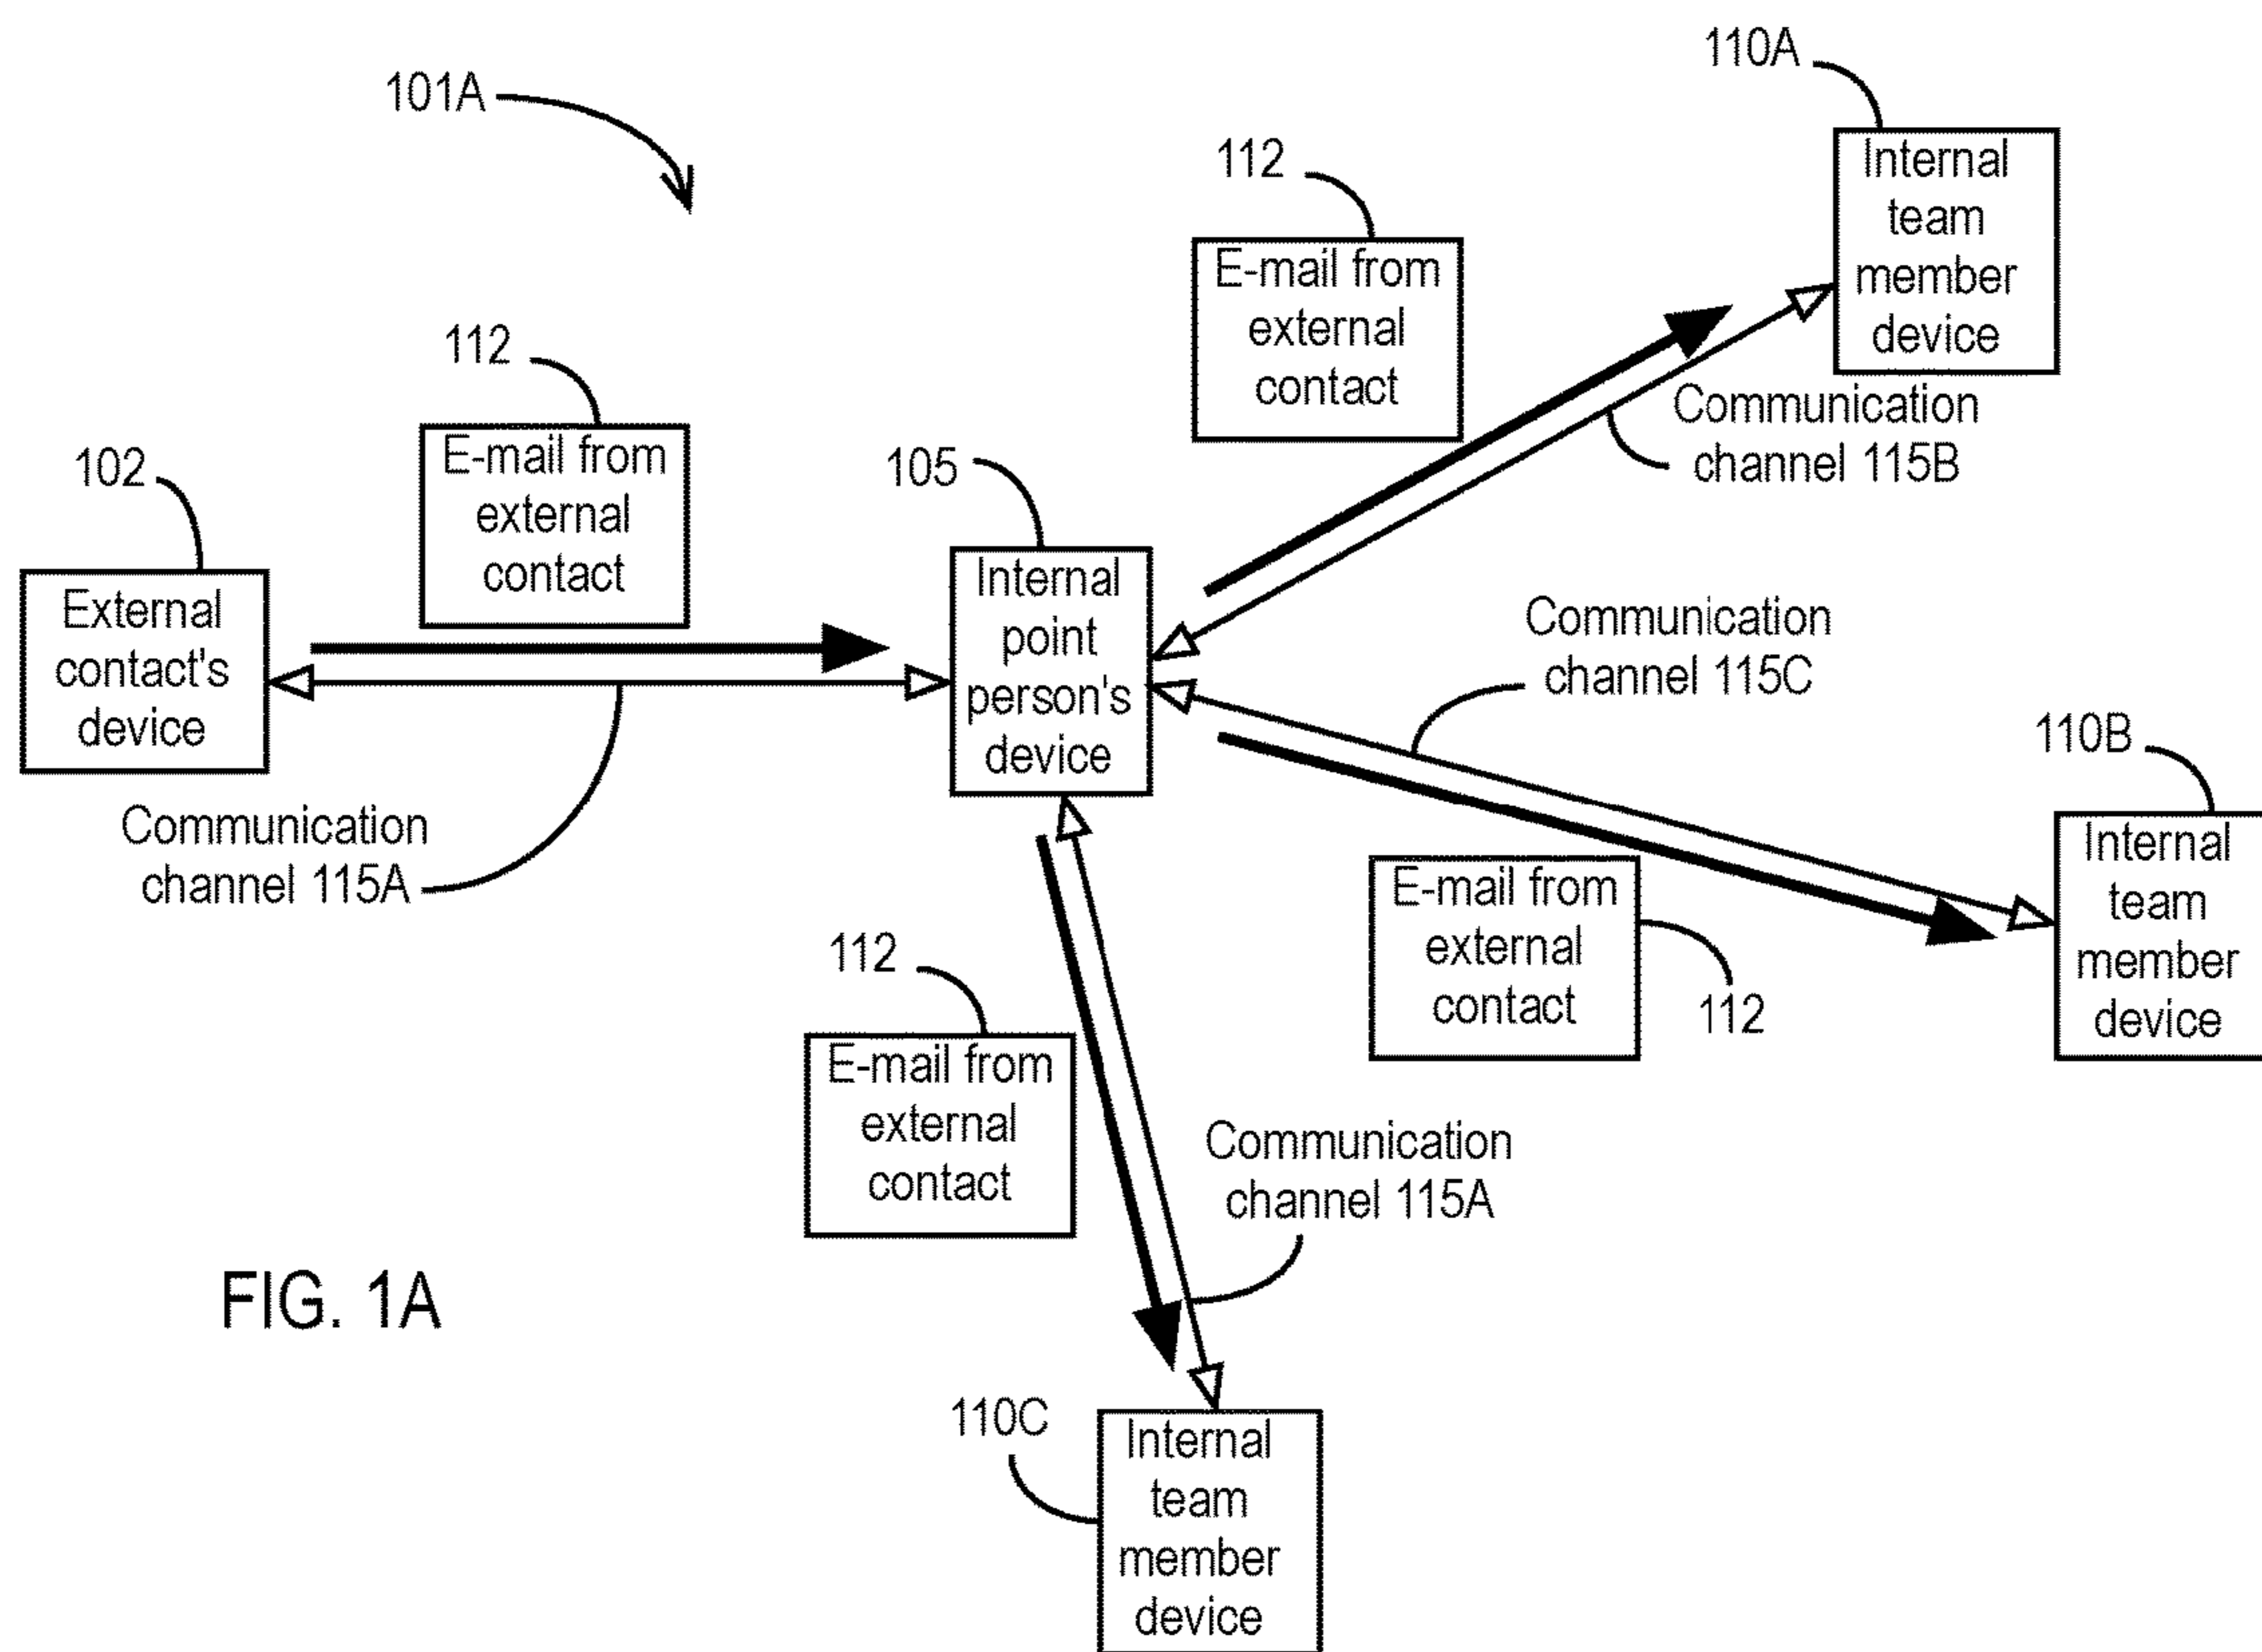 101A
110A
112
Internal
team
member
device
E-mail from
external
contact
112
Communication
channel 115B
E-mail from
external
contact
102
105
External
contact's
device
Internal
point
person's
device
Communication
channel 115C
110B
Communication
channel 115A
Internal
team
member
device
E-mail from
external
contact
112
112
E-mail from
external
contact
Communication
channel 115A
FIG. 1A
110C
Internal
team
member
device